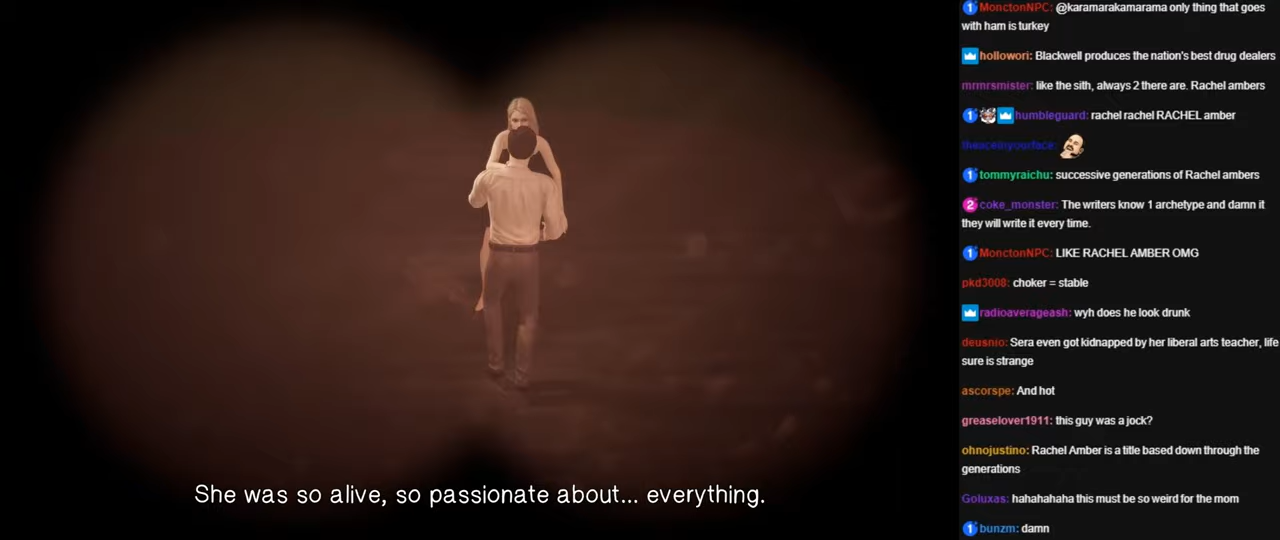 She was so alive, so passionate about... everything.
1 MonctonNPC: @karamarakamarama only thing that goes
with ham is turkey
hollowori: Blackwell produces the nation's best drug dealers
mrmrsmister: like the sith, always 2 there are. Rachel ambers
1 humbleguard: rachel rachel RACHEL amber
1 tommyraichu: successive generations of Rachel ambers
2 coke_monster: The writers know 1 archetype and damn it
they will write it every time.
1 MonctonNPC: LIKE RACHEL AMBER OMG
pkd3008: choker = stable
radioaverageash: wyh does he look drunk
deusnio: Sera even got kidnapped by her liberal arts teacher, life
sure is strange
ascorspe: And hot
greaselover1911: this guy was a jock?
ohnojustino: Rachel Amber is a title based down through the
generations
Goluxas: hahahahaha this must be so weird for the mom
1 bunzm: damn